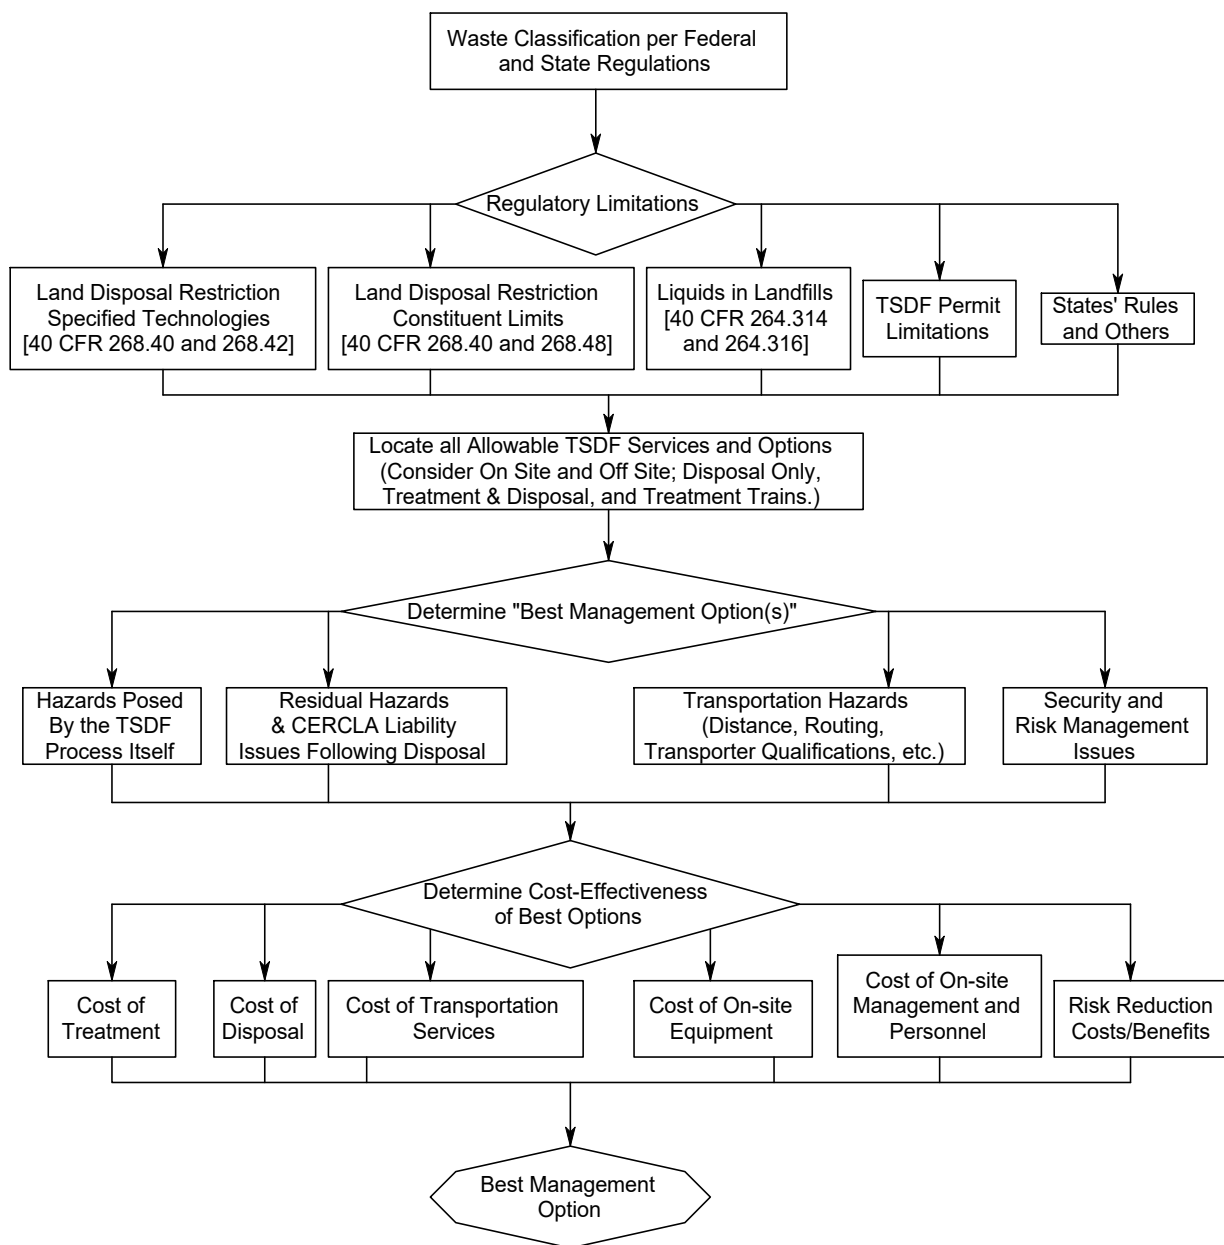 Waste Classification per Federal
and State Regulations
Regulatory Limitations
Land Disposal Restriction
Specified Technologies
[40 CFR 268.40 and 268.42]
Land Disposal Restriction
Constituent Limits
[40 CFR 268.40 and 268.48]
Liquids in Landfills
[40 CFR 264.314
and 264.316]
TSDF Permit
Limitations
States' Rules
and Others
Locate all Allowable TSDF Services and Options
(Consider On Site and Off Site; Disposal Only,
Treatment & Disposal, and Treatment Trains.)
Determine "Best Management Option(s)"
Hazards Posed
By the TSDF
Process Itself
Residual Hazards
& CERCLA Liability
Issues Following Disposal
Transportation Hazards
(Distance, Routing,
Transporter Qualifications, etc.)
Security and
Risk Management
Issues
Determine Cost-Effectiveness
of Best Options
Cost of
Treatment
Cost of
Disposal
Cost of Transportation
Services
Cost of On-site
Equipment
Cost of On-site
Management and
Personnel
Risk Reduction
Costs/Benefits
Best Management
Option